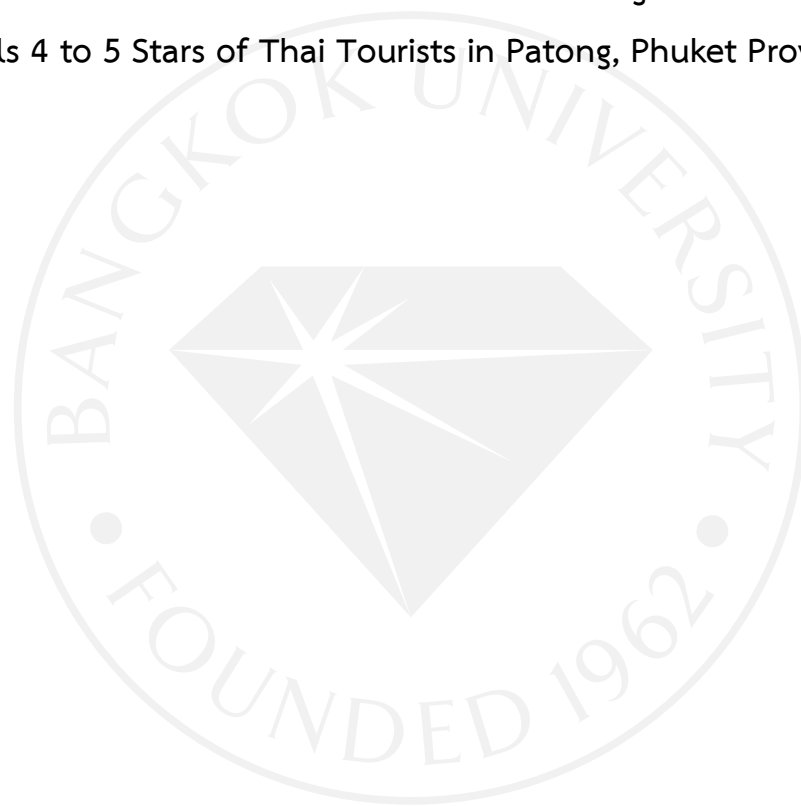 ls 4 to 5 Stars of Thai Tourists in Patong, Phuket Prov
BANGKOK UNIVERSITY
• FOUNDED 1962 •